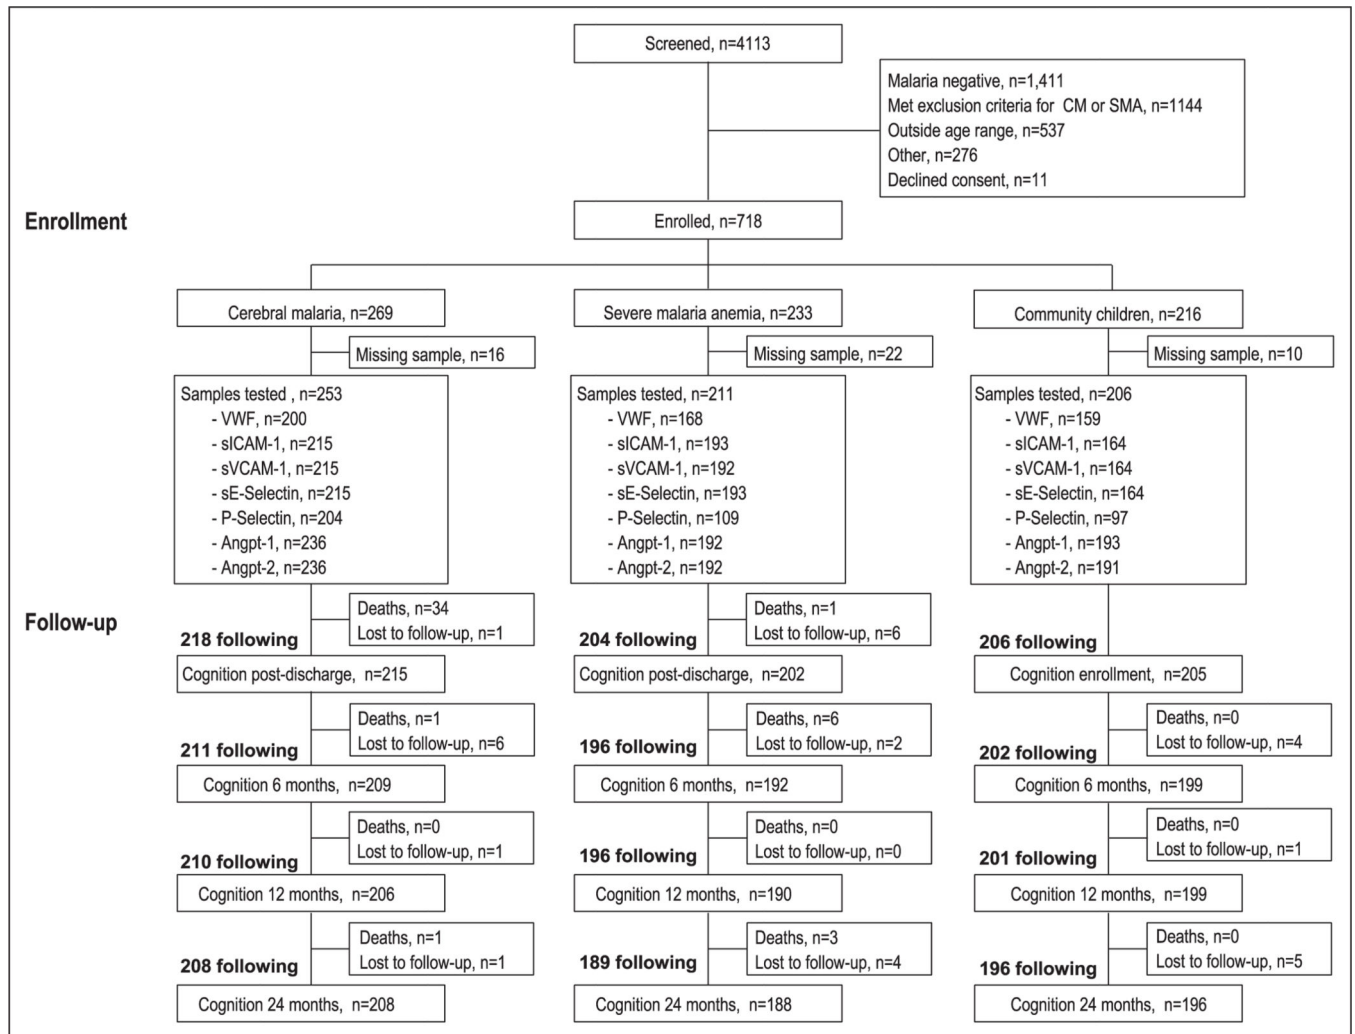 Screened, n=4113
Malaria negative, n=1,411
Met exclusion criteria for CM or SMA, n=1144
Outside age range, n=537
Other, n=276
Declined consent, n=11
Enrollment
Enrolled, n=718
Cerebral malaria, n=269
Severe malaria anemia, n=233
Community children, n=216
Missing sample, n=16
Missing sample, n=22
Missing sample, n=10
Samples tested , n=253
- VWF, n=200
- sICAM-1, n=215
- sVCAM-1, n=215
- sE-Selectin, n=215
- P-Selectin, n=204
- Angpt-1, n=236
- Angpt-2, n=236
Samples tested, n=211
- VWF, n=168
- sICAM-1, n=193
- sVCAM-1, n=192
- sE-Selectin, n=193
- P-Selectin, n=109
- Angpt-1, n=192
- Angpt-2, n=192
Samples tested, n=206
- VWF, n=159
- sICAM-1, n=164
- sVCAM-1, n=164
- sE-Selectin, n=164
- P-Selectin, n=97
- Angpt-1, n=193
- Angpt-2, n=191
Follow-up
Deaths, n=34
Lost to follow-up, n=1
Deaths, n=1
Lost to follow-up, n=6
218 following
204 following
206 following
Cognition post-discharge, n=215
Cognition post-discharge, n=202
Cognition enrollment, n=205
Deaths, n=1
Lost to follow-up, n=6
Deaths, n=6
Lost to follow-up, n=2
Deaths, n=0
Lost to follow-up, n=4
211 following
196 following
202 following
Cognition 6 months, n=209
Cognition 6 months, n=192
Cognition 6 months, n=199
Deaths, n=0
Lost to follow-up, n=1
Deaths, n=0
Lost to follow-up, n=0
Deaths, n=0
Lost to follow-up, n=1
210 following
196 following
201 following
Cognition 12 months, n=206
Cognition 12 months, n=190
Cognition 12 months, n=199
Deaths, n=1
Lost to follow-up, n=1
Deaths, n=3
Lost to follow-up, n=4
Deaths, n=0
Lost to follow-up, n=5
208 following
189 following
196 following
Cognition 24 months, n=208
Cognition 24 months, n=188
Cognition 24 months, n=196